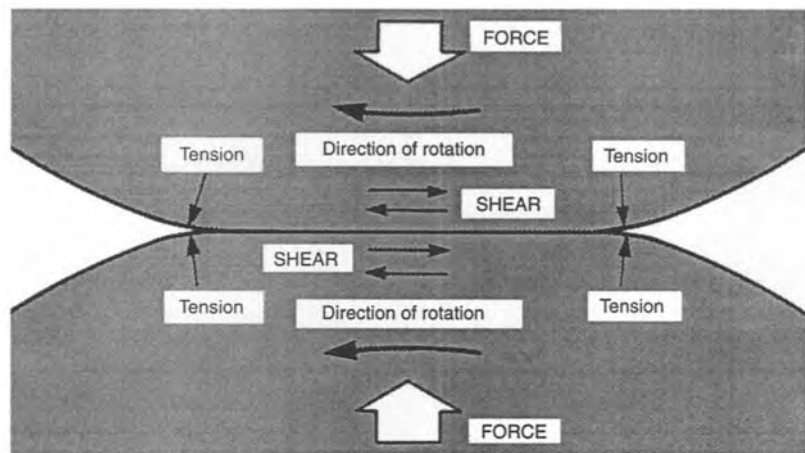 FORCE
Direction of rotation
Tension
Tension
SHEAR
SHEAR
Tension
Tension
Direction of rotation
FORCE